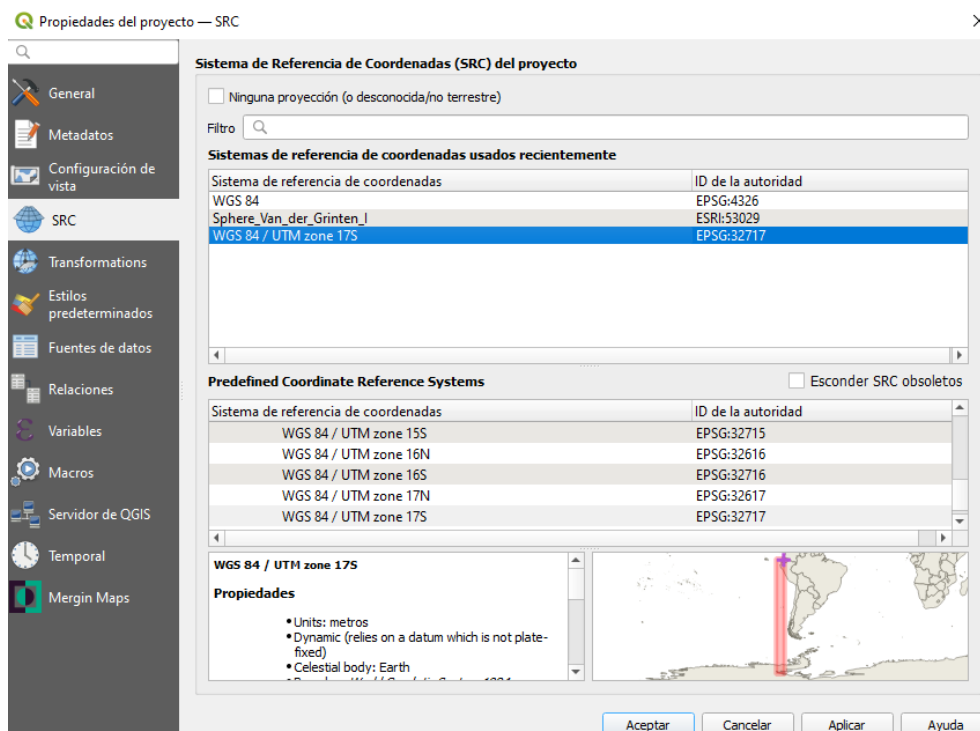 Propiedades del proyecto — SRC
General
Metadatos
Configuración de
vista
SRC
Transformations
Estilos
predeterminados
Fuentes de datos
Relaciones
Variables
Macros
Servidor de QGIS
Temporal
Mergin Maps
Sistema de Referencia de Coordenadas (SRC) del proyecto
Ninguna proyección (o desconocida/no terrestre)
Filtro
Sistemas de referencia de coordenadas usados recientemente
Sistema de referencia de coordenadas ID de la autoridad
WGS 84 EPSG:4326
Sphere_Van_der_Grinten_I ESRI:53029
WGS 84 / UTM zone 17S EPSG:32717
Predefined Coordinate Reference Systems Esconder SRC obsoletos
Sistema de referencia de coordenadas ID de la autoridad
WGS 84 / UTM zone 15S EPSG:32715
WGS 84 / UTM zone 16N EPSG:32616
WGS 84 / UTM zone 16S EPSG:32716
WGS 84 / UTM zone 17N EPSG:32617
WGS 84 / UTM zone 17S EPSG:32717
WGS 84 / UTM zone 17S
Propiedades
• Units: metros
• Dynamic (relies on a datum which is not plate-
fixed)
• Celestial body: Earth
Aceptar Cancelar Aplicar Ayuda